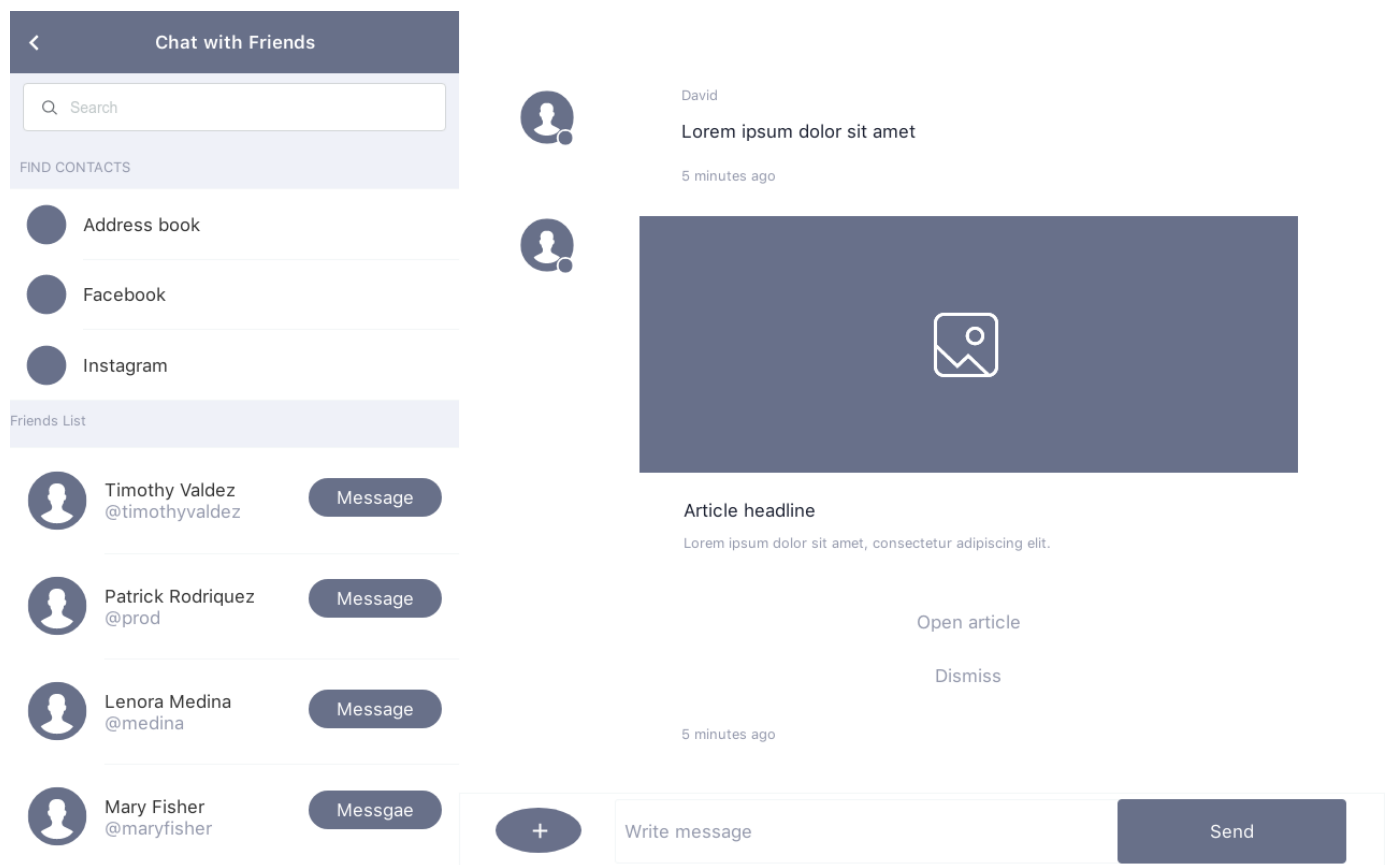 Chat with Friends
Search
FIND CONTACTS
Address book
Facebook
Instagram
Friends List
Timothy Valdez
@timothyvaldez
Message
Patrick Rodriquez
@prod
Message
Lenora Medina
@medina
Message
Mary Fisher
@maryfisher
Messgae
David
Lorem ipsum dolor sit amet
5 minutes ago
Article headline
Lorem ipsum dolor sit amet, consectetur adipiscing elit.
Open article
Dismiss
5 minutes ago
+
Write message
Send